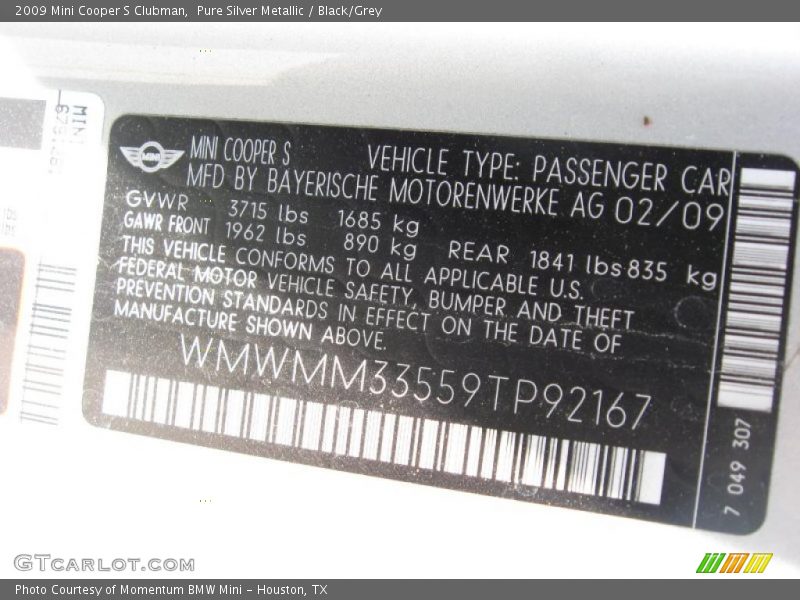 2009 Mini Cooper S Clubman, Pure Silver Metallic / Black/Grey
MINI
MINI COOPER S VEHICLE TYPE: PASSENGER CAR
MFD BY BAYERISCHE MOTORENWERKE AG 02/09
GVWR 3715 lbs 1685 kg
GAWR FRONT 1962 lbs 890 kg REAR 1841 lbs 835 kg
THIS VEHICLE CONFORMS TO ALL APPLICABLE U.S.
FEDERAL MOTOR VEHICLE SAFETY, BUMPER AND THEFT
PREVENTION STANDARDS IN EFFECT ON THE DATE OF
MANUFACTURE SHOWN ABOVE.
WMWMM33559TP92167
7 049 307
MINI
lbs
lbs
GTCarLot.com
Photo Courtesy of Momentum BMW Mini - Houston, TX